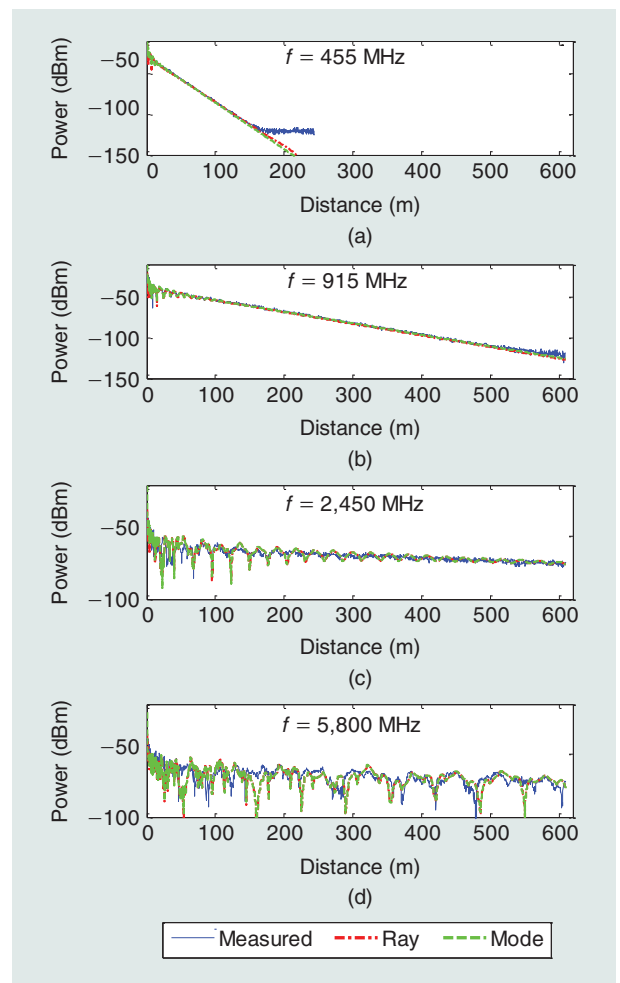 f = 455 MHz
Power (dBm)
−50
−100
−150
0 100 200 300 400 500 600
Distance (m)
(a)
f = 915 MHz
Power (dBm)
−50
−100
−150
0 100 200 300 400 500 600
Distance (m)
(b)
f = 2,450 MHz
Power (dBm)
−50
−100
0 100 200 300 400 500 600
Distance (m)
(c)
f = 5,800 MHz
Power (dBm)
−50
−100
0 100 200 300 400 500 600
Distance (m)
(d)
Measured Ray Mode